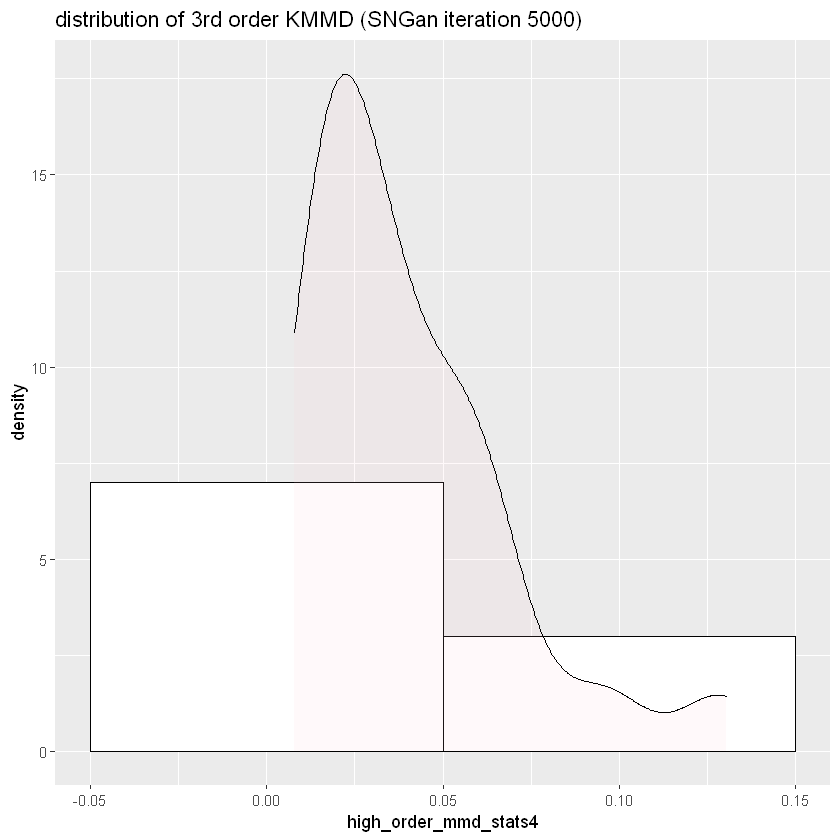 distribution of 3rd order KMMD (SNGan iteration 5000)
15
10
5
0
density
-0.05 0.00 0.05 0.10 0.15
high_order_mmd_stats4